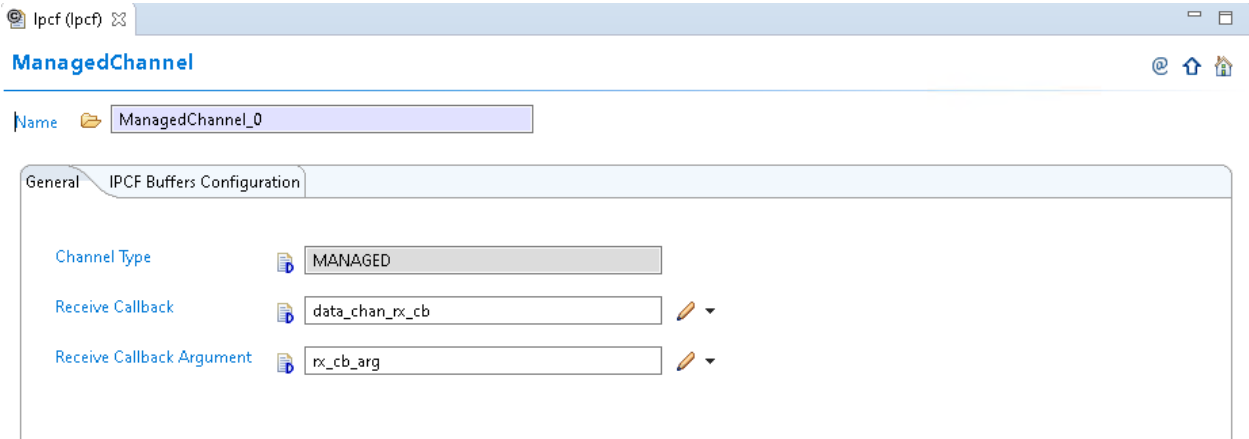 Ipcf (Ipcf)
ManagedChannel
Name ManagedChannel_0
General IPCF Buffers Configuration
Channel Type MANAGED
Receive Callback data_chan_rx_cb
Receive Callback Argument rx_cb_arg